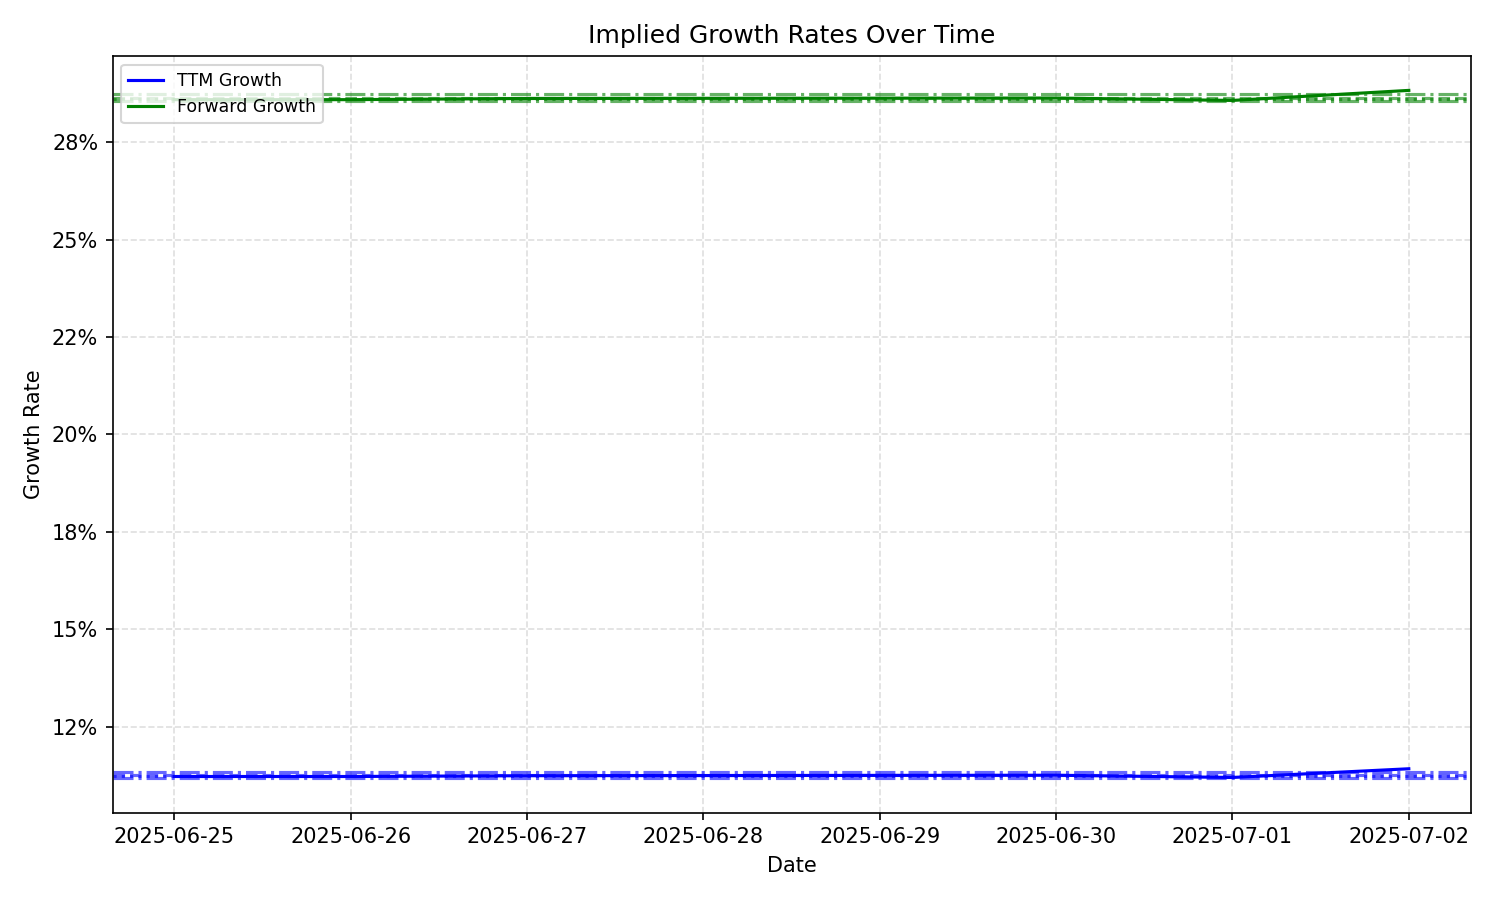 Implied Growth Rates Over Time
TTM Growth
Forward Growth
28%
25%
22%
20%
18%
15%
12%
Growth Rate
2025-06-25 2025-06-26 2025-06-27 2025-06-28 2025-06-29 2025-06-30 2025-07-01 2025-07-02
Date